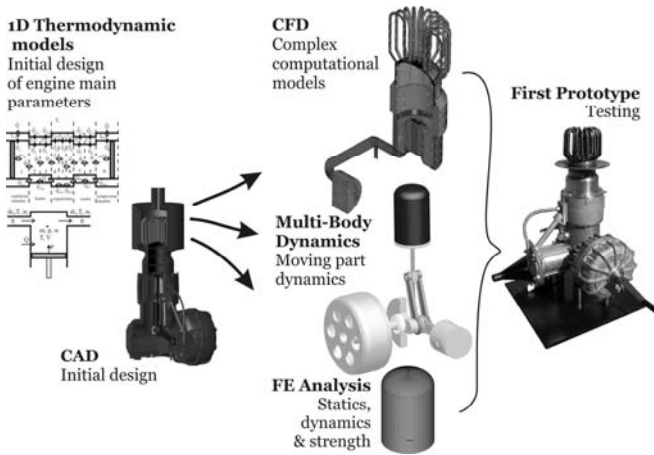 1D Thermodynamic
models
Initial design
of engine main
parameters
CAD
Initial design
CFD
Complex
computational
models
Multi-Body
Dynamics
Moving part
dynamics
FE Analysis
Statics,
dynamics
& strength
First Prototype
Testing